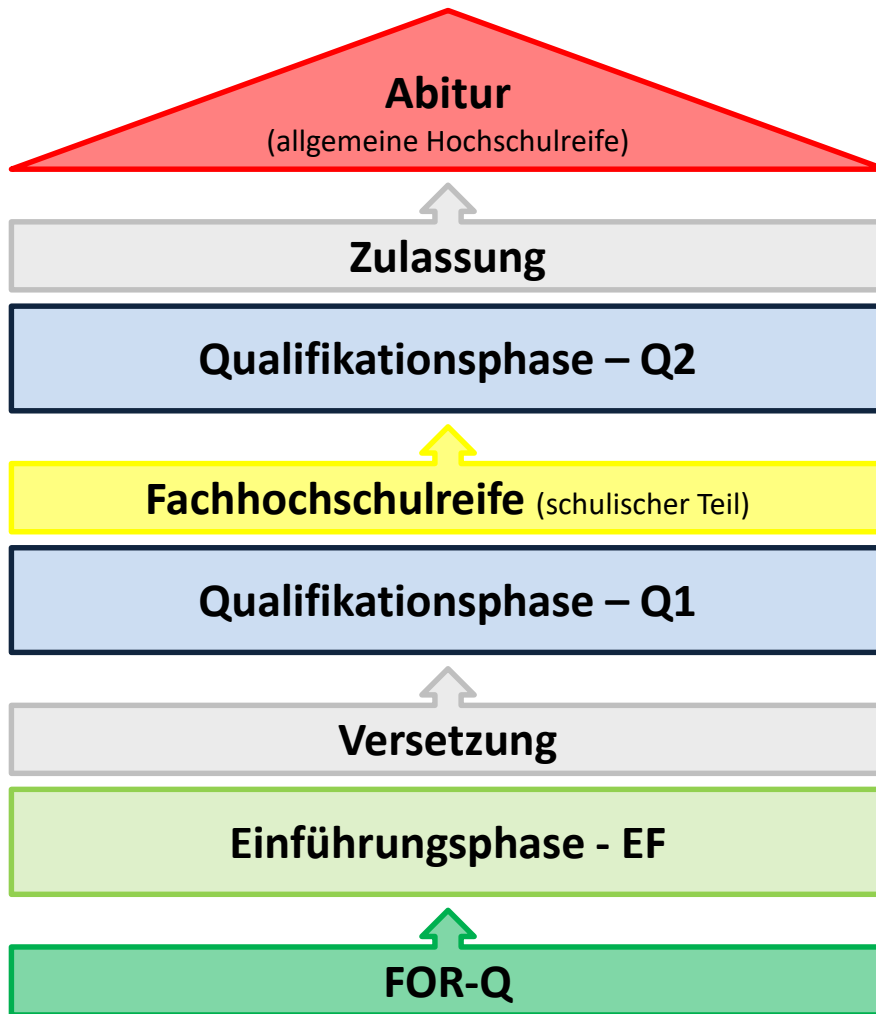 Abitur
(allgemeine Hochschulreife)
Zulassung
Qualifikationsphase – Q2
Fachhochschulreife (schulischer Teil)
Qualifikationsphase – Q1
Versetzung
Einführungsphase - EF
FOR-Q